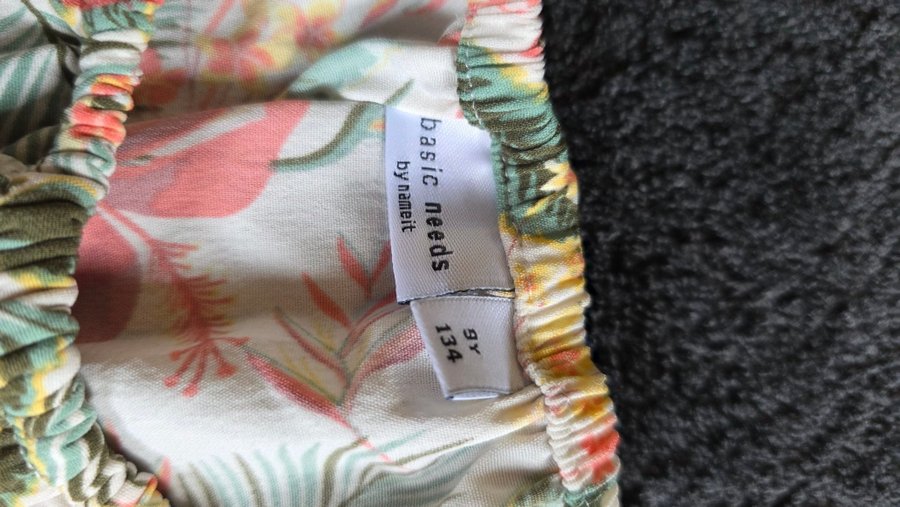 basic needs
by nameit
9Y
134